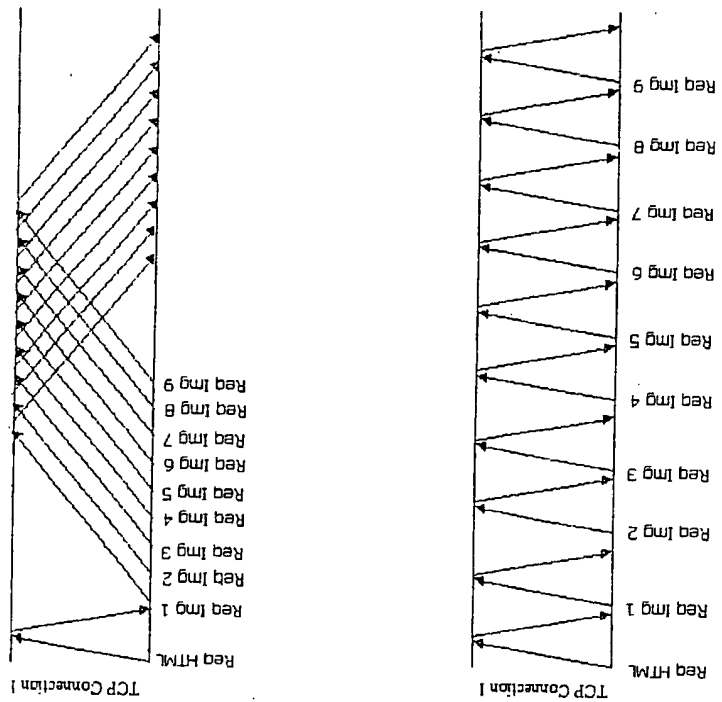 TCP Connection 1
Req HTML
Req Img 1
Req Img 2
Req Img 3
Req Img 4
Req Img 5
Req Img 6
Req Img 7
Req Img 8
Req Img 9
TCP Connection 1
Req HTML
Req Img 1
Req Img 2
Req Img 3
Req Img 4
Req Img 5
Req Img 6
Req Img 7
Req Img 8
Req Img 9